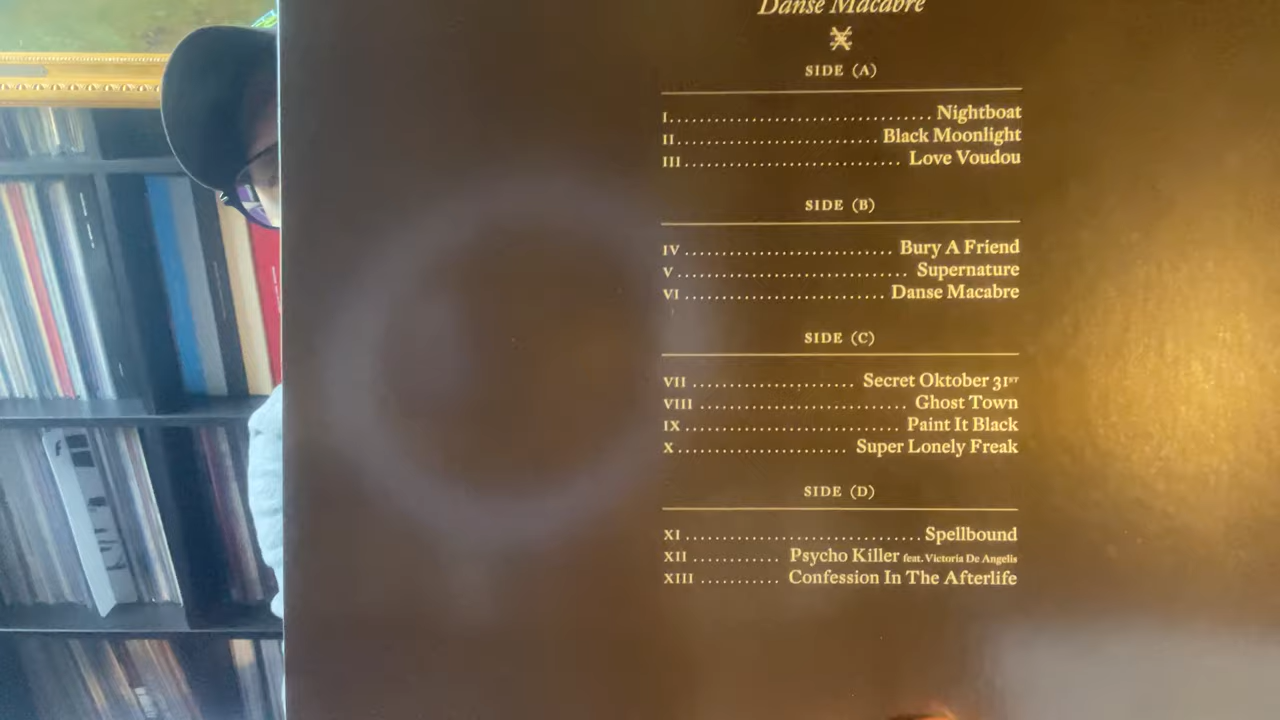 Danse Macabre
SIDE (A)
I. Nightboat
II. Black Moonlight
III. Love Voudou
SIDE (B)
IV. Bury A Friend
V. Supernature
VI. Danse Macabre
SIDE (C)
VII. Secret Oktober 31ST
VIII. Ghost Town
IX. Paint It Black
X. Super Lonely Freak
SIDE (D)
XI. Spellbound
XII. Psycho Killer feat. Victoria De Angelis
XIII. Confession In The Afterlife